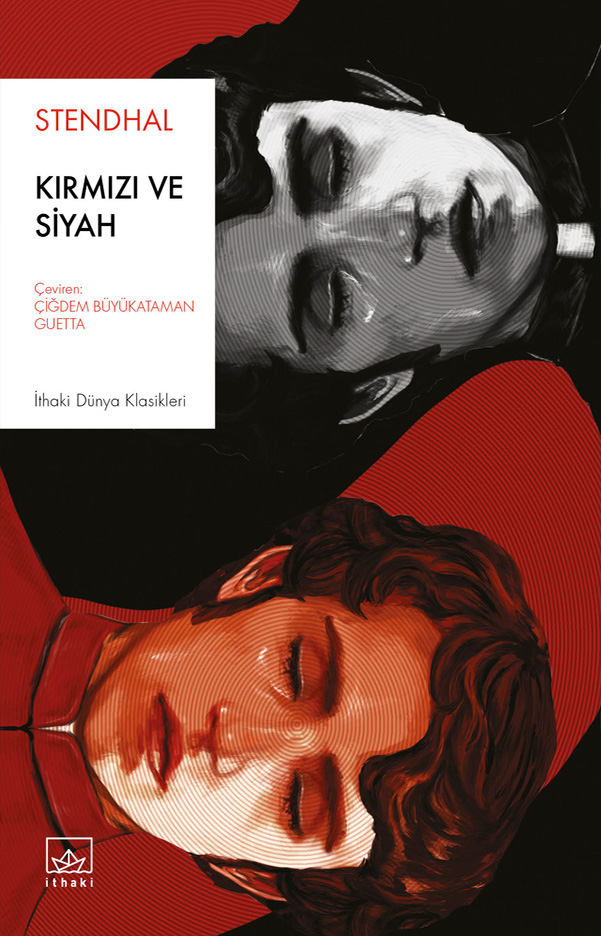 STENDHAL
KIRMIZI VE
SİYAH
Çeviren:
ÇİĞDEM BÜYÜKATAMAN
GUETTA
İthaki Dünya Klasikleri
ithaki